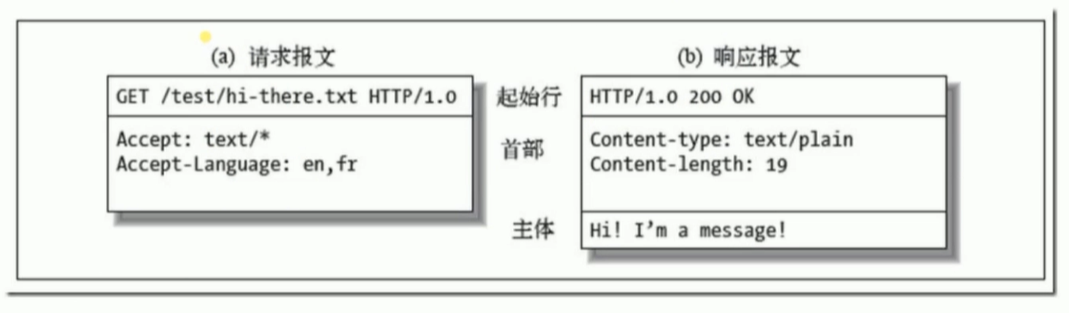 (a) 请求报文
GET /test/hi-there.txt HTTP/1.0
Accept: text/*
Accept-Language: en,fr
起始行
首部
主体
(b) 响应报文
HTTP/1.0 200 OK
Content-type: text/plain
Content-length: 19
Hi! I’m a message!